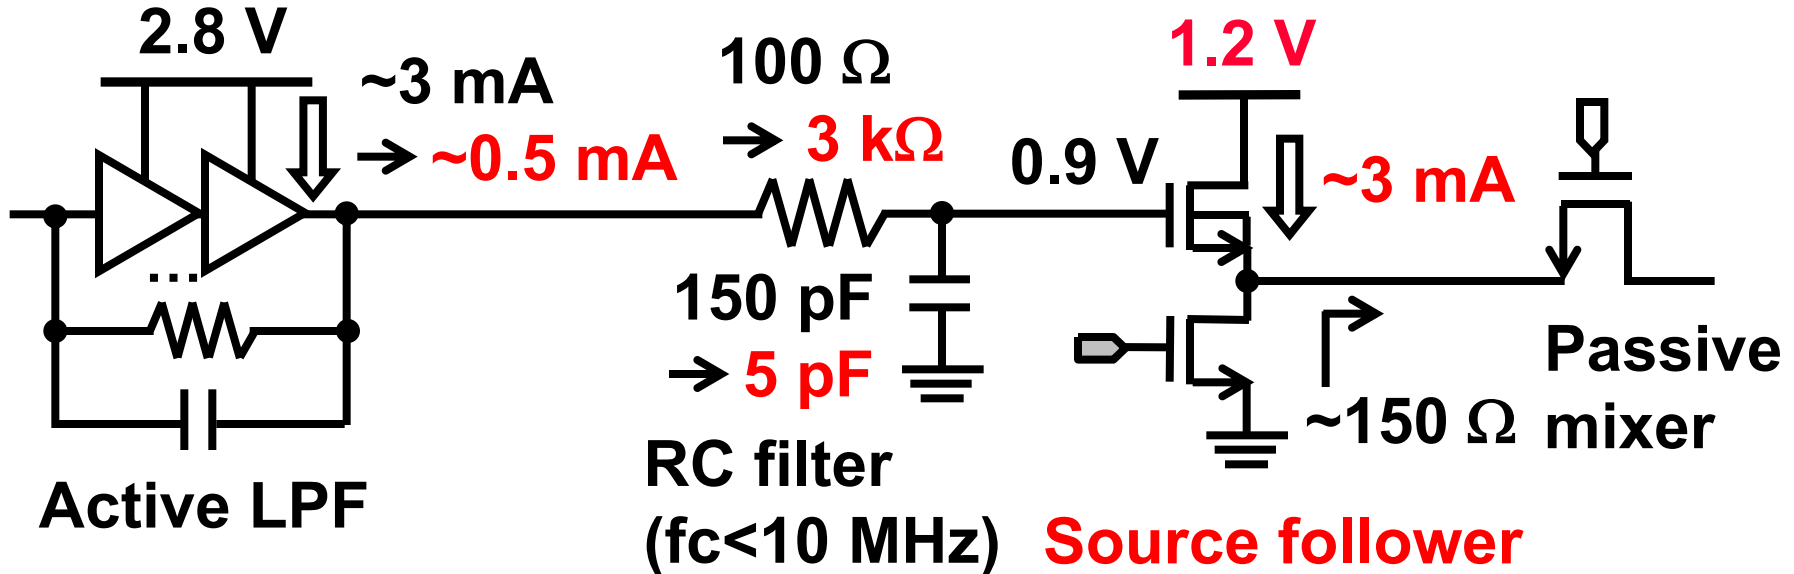 2.8 V
~3 mA
→ ~0.5 mA
100 Ω
→ 3 kΩ
1.2 V
0.9 V
~3 mA
...
150 pF
→ 5 pF
~150 Ω
Passive
mixer
Active LPF
RC filter
(fc<10 MHz)
Source follower